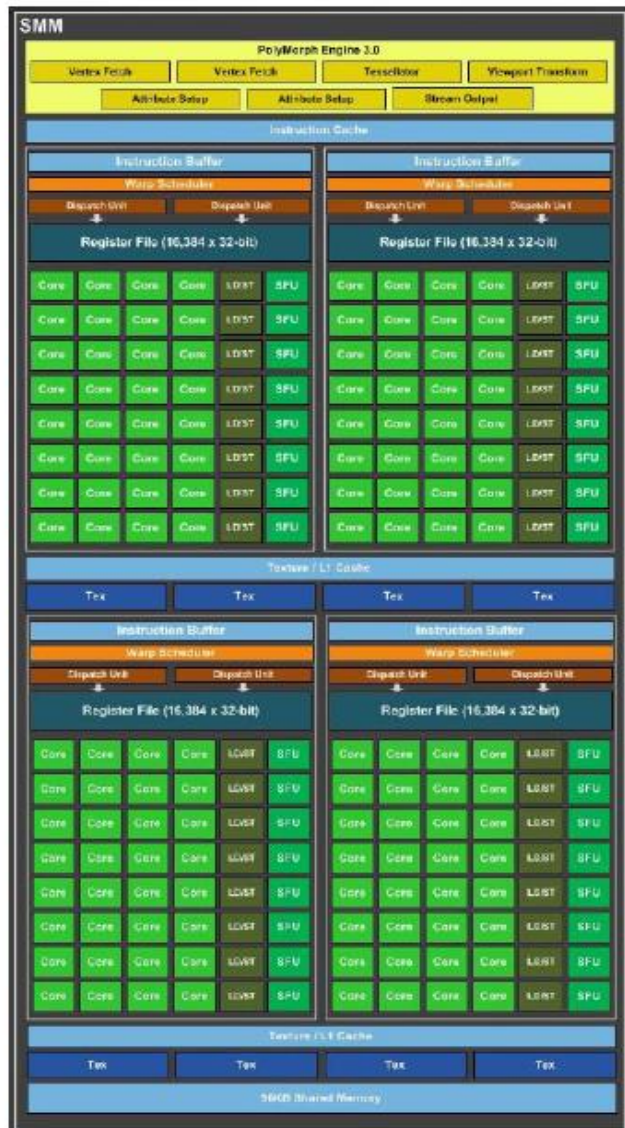 SMM
PolyMorph Engine 3.0
Vertex Fetch Vertex Fetch Tessellator Viewport Transform
Attribute Setup Attribute Setup Stream Output
Instruction Cache
Instruction Buffer Instruction Buffer
Warp Scheduler Warp Scheduler
Dispatch Unit Dispatch Unit Dispatch Unit Dispatch Unit
Register File (16,384 x 32-bit) Register File (16,384 x 32-bit)
Core Core Core Core LD/ST SFU Core Core Core Core LD/ST SFU
Core Core Core Core LD/ST SFU Core Core Core Core LD/ST SFU
Core Core Core Core LD/ST SFU Core Core Core Core LD/ST SFU
Core Core Core Core LD/ST SFU Core Core Core Core LD/ST SFU
Core Core Core Core LD/ST SFU Core Core Core Core LD/ST SFU
Core Core Core Core LD/ST SFU Core Core Core Core LD/ST SFU
Core Core Core Core LD/ST SFU Core Core Core Core LD/ST SFU
Core Core Core Core LD/ST SFU Core Core Core Core LD/ST SFU
Texture / L1 Cache
Tex Tex Tex Tex
Instruction Buffer Instruction Buffer
Warp Scheduler Warp Scheduler
Dispatch Unit Dispatch Unit Dispatch Unit Dispatch Unit
Register File (16,384 x 32-bit) Register File (16,384 x 32-bit)
Core Core Core Core LD/ST SFU Core Core Core Core LD/ST SFU
Core Core Core Core LD/ST SFU Core Core Core Core LD/ST SFU
Core Core Core Core LD/ST SFU Core Core Core Core LD/ST SFU
Core Core Core Core LD/ST SFU Core Core Core Core LD/ST SFU
Core Core Core Core LD/ST SFU Core Core Core Core LD/ST SFU
Core Core Core Core LD/ST SFU Core Core Core Core LD/ST SFU
Core Core Core Core LD/ST SFU Core Core Core Core LD/ST SFU
Core Core Core Core LD/ST SFU Core Core Core Core LD/ST SFU
Texture / L1 Cache
Tex Tex Tex Tex
96KB Shared Memory